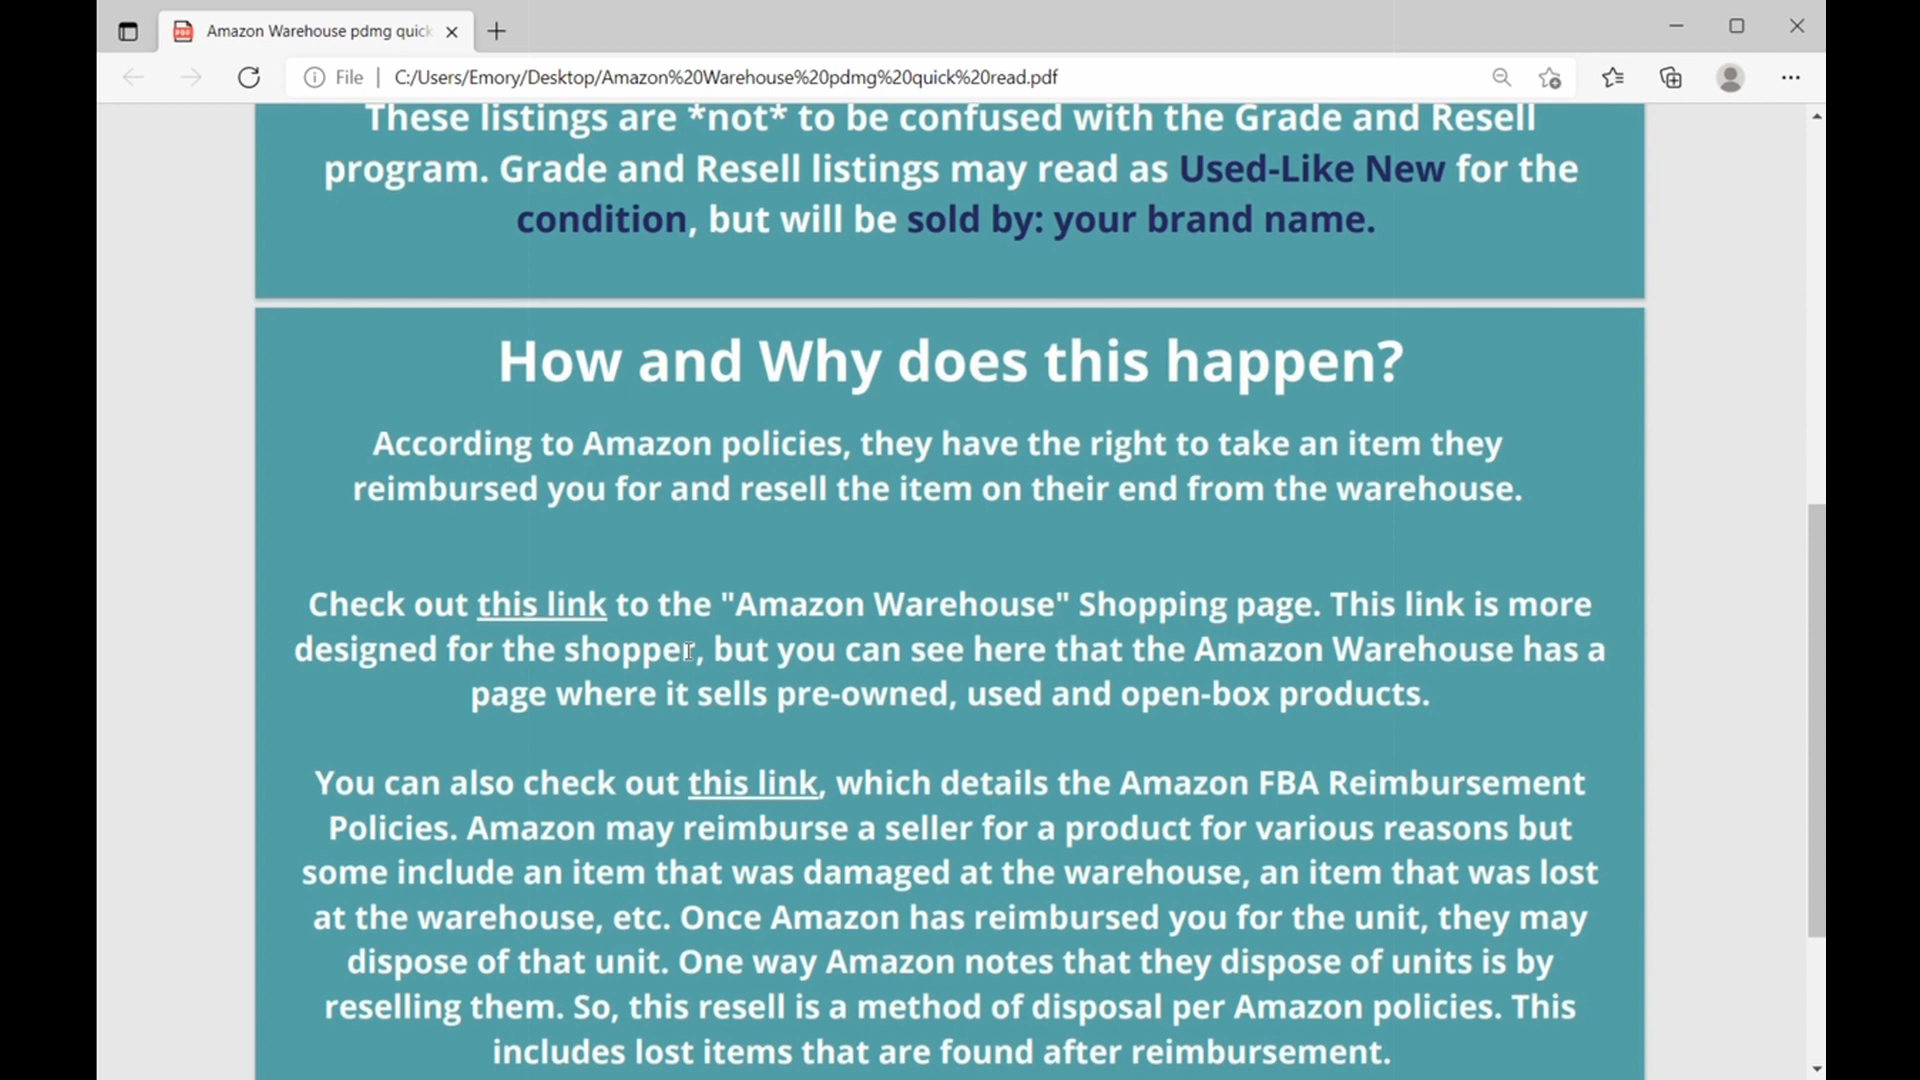 Amazon Warehouse pdmg quick
File
C:/Users/Emory/Desktop/Amazon%20Warehouse%20pdmg%20quick%20read.pdf
These listings are *not* to be confused with the Grade and Resell
program. Grade and Resell listings may read as Used-Like New for the
condition, but will be sold by: your brand name.
How and Why does this happen?
According to Amazon policies, they have the right to take an item they
reimbursed you for and resell the item on their end from the warehouse.
Check out this link to the "Amazon Warehouse" Shopping page. This link is more
designed for the shopper, but you can see here that the Amazon Warehouse has a
page where it sells pre-owned, used and open-box products.
You can also check out this link, which details the Amazon FBA Reimbursement
Policies. Amazon may reimburse a seller for a product for various reasons but
some include an item that was damaged at the warehouse, an item that was lost
at the warehouse, etc. Once Amazon has reimbursed you for the unit, they may
dispose of that unit. One way Amazon notes that they dispose of units is by
reselling them. So, this resell is a method of disposal per Amazon policies. This
includes lost items that are found after reimbursement.